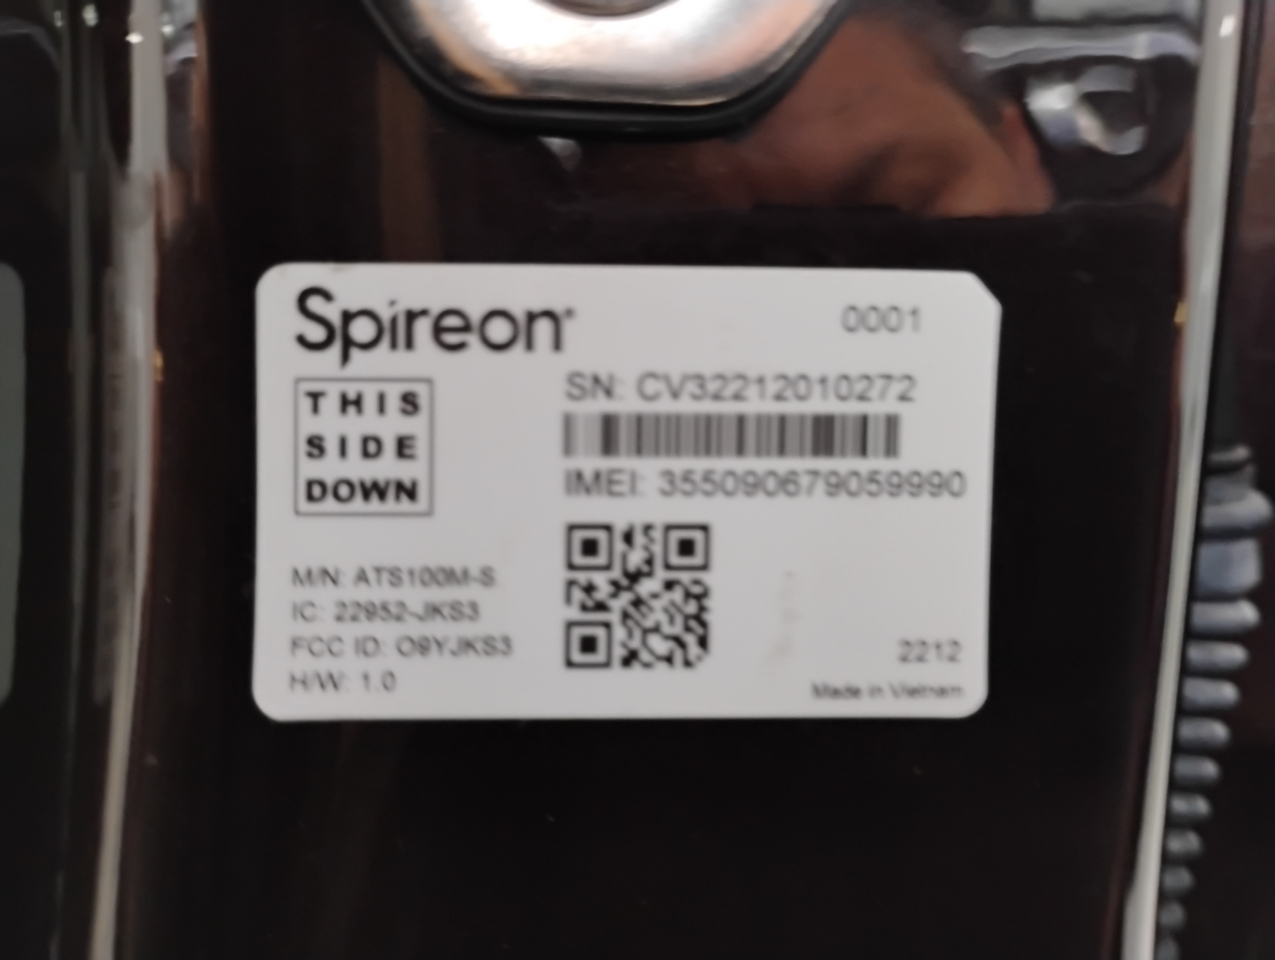 Spireon
0001
THIS
SIDE
DOWN
SN: CV32212010272
IMEI: 355090679059990
M/N: ATS100M-S
IC: 22952-JKS3
FCC ID: O9YJKS3
H/W: 1.0
2212
Made in Vietnam